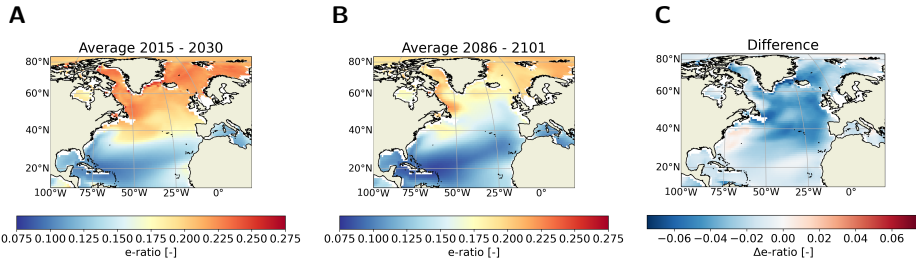 A
B
C
Average 2015 - 2030
Average 2086 - 2101
Difference
80°N
60°N
40°N
20°N
100°W 75°W 50°W 25°W 0°
80°N
60°N
40°N
20°N
100°W 75°W 50°W 25°W 0°
80°N
60°N
40°N
20°N
100°W 75°W 50°W 25°W 0°
0.075 0.100 0.125 0.150 0.175 0.200 0.225 0.250 0.275
e-ratio [-]
0.075 0.100 0.125 0.150 0.175 0.200 0.225 0.250 0.275
e-ratio [-]
−0.06 −0.04 −0.02 0.00 0.02 0.04 0.06
Δe-ratio [-]